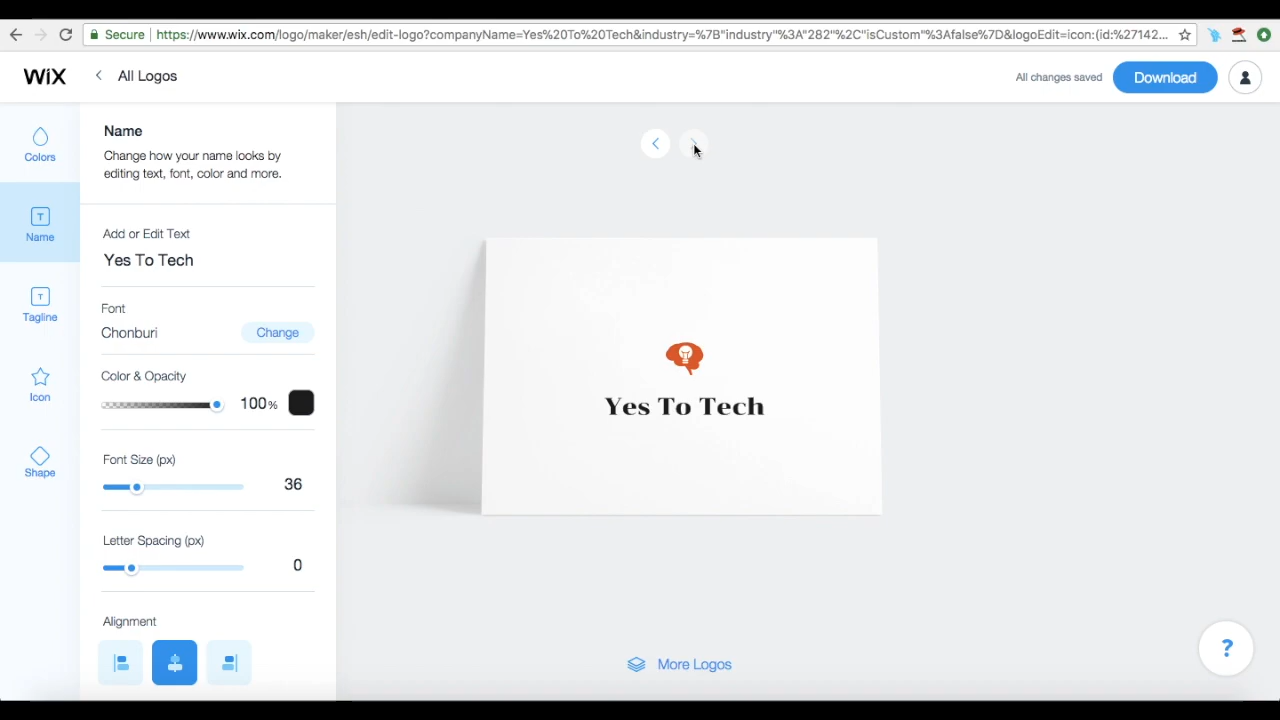 Secure
https://www.wix.com/logo/maker/esh/edit-logo?companyName=Yes%20To%20Tech&industry=%7B"industry"%3A"282"%2C"isCustom"%3Afalse%7D&logoEdit=icon:(id:%27142...
WiX
All Logos
All changes saved
Download
Colors
Name
Tagline
Icon
Shape
Name
Change how your name looks by
editing text, font, color and more.
Add or Edit Text
Yes To Tech
Font
Chonburi
Change
Color & Opacity
100%
Font Size (px)
36
Letter Spacing (px)
0
Alignment
Yes To Tech
More Logos
?